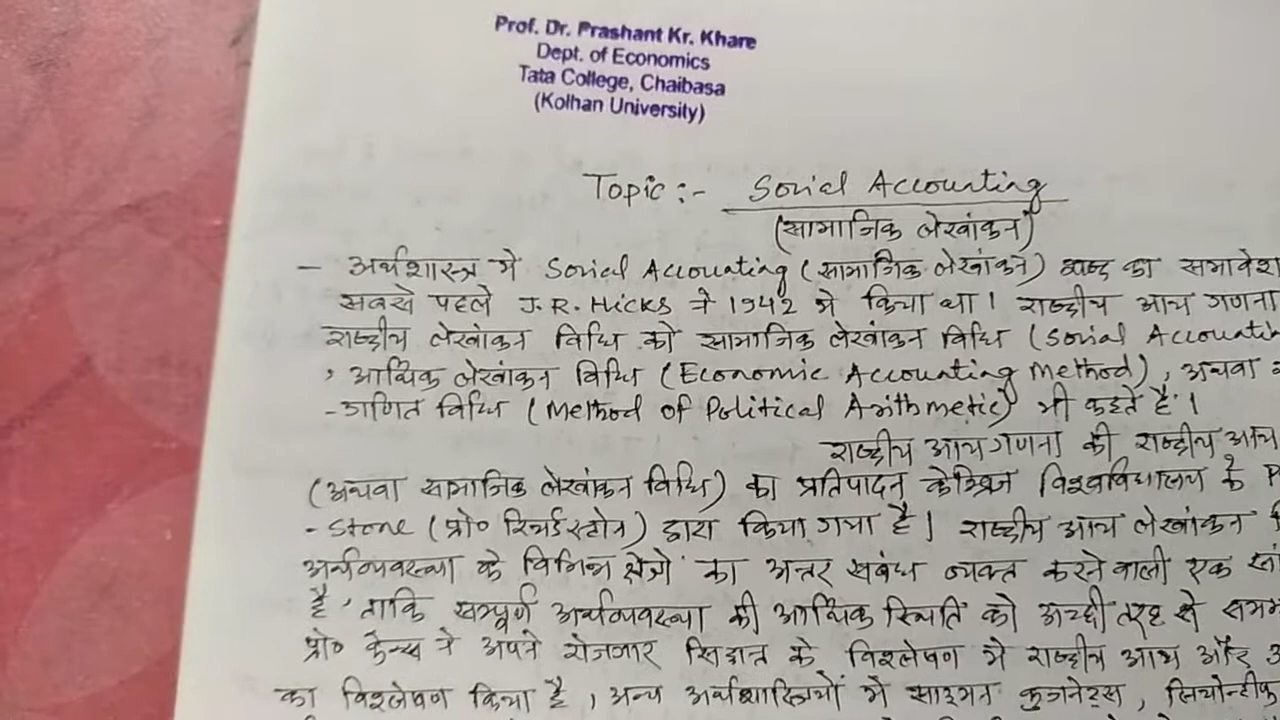 Prof. Dr. Prashant Kr. Khare
Dept. of Economics
Tata College, Chaibasa
(Kolhan University)
Topic :- Social Accounting
(सामाजिक लेखांकन)
- अर्थशास्त्र मे Social Accounting (सामाजिक लेखांकन) शब्द का समावेश
सबसे पहले J.R. Hicks ने 1942 मे किया था। राष्ट्रीय आय गणना
राष्ट्रीय लेखांकन विधि को सामाजिक लेखांकन विधि (Social
, आर्थिक लेखांकन विधि (Economic Accounting Method), अथवा
-गणित विधि (Method of Political Arithmetic) भी कहते है।
राष्ट्रीय आय गणना की राष्ट्रीय आय
(अथवा सामाजिक लेखांकन विधि) का प्रतिपादन केम्ब्रिज विश्वविघालय के
- Stone (प्रो० रिचर्ड स्टोन) द्वारा किया गया है। राष्ट्रीय आय लेखांकन
अर्थव्यवस्था के विभिन्न क्षेत्रो का अन्तर संबंध व्यक्त करने वाली एक
है, ताकि सम्पूर्ण अर्थव्यवस्था की आर्थिक स्थिति को अच्छी तरह से
प्रो० केन्स ने अपने रोजगार सिद्धान्त के विश्लेषण मे राष्ट्रीय आय और
का विश्लेषण किया है, अन्य अर्थशास्त्रियों मे साइमन कुजनेट्स,